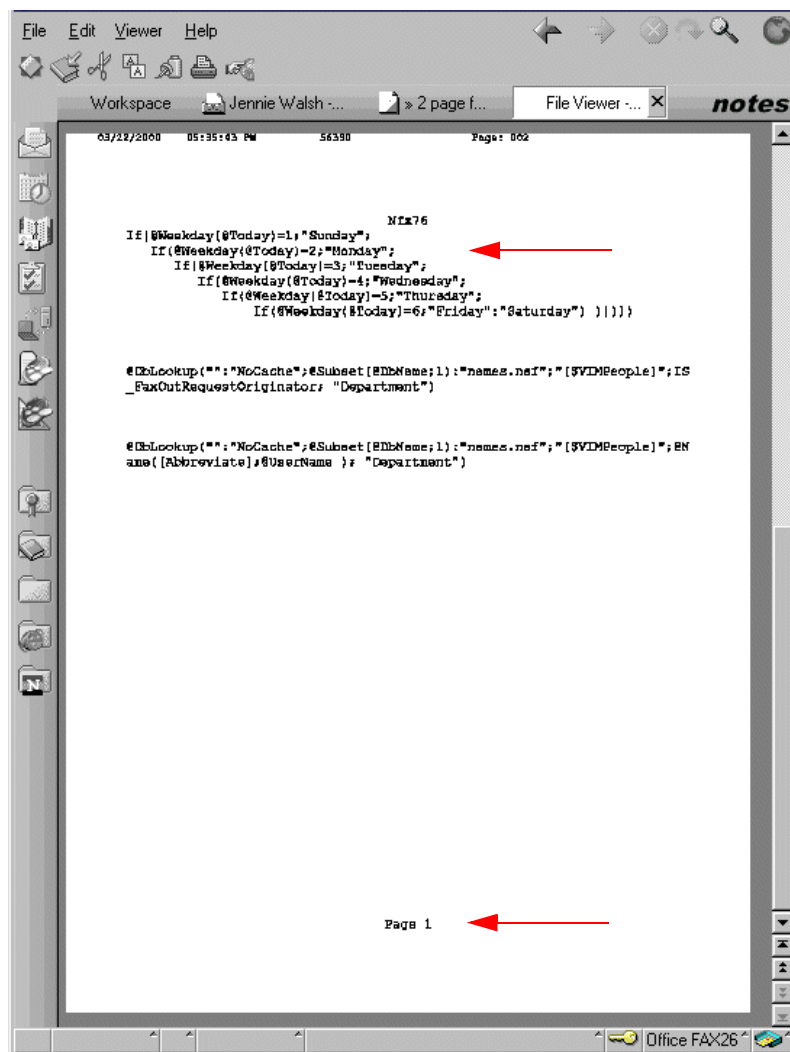 File Edit Viewer Help
Workspace Jennie Walsh -... » 2 page f... File Viewer -... notes
03/22/2000 05:35:43 PM 56390 Page: 002
Nfx76
If(@Weekday(@Today)=1;"Sunday";
If(@Weekday(@Today)=2;"Monday";
If(@Weekday(@Today)=3;"Tuesday";
If(@Weekday(@Today)=4;"Wednesday";
If(@Weekday(@Today)=5;"Thursday";
If(@Weekday(@Today)=6;"Friday":"Saturday") )))))
@DbLookup("":"NoCache";@Subset(@DbName;1):"names.nsf";"($VIMPeople)";IS
_FaxOutRequestOriginator; "Department")
@DbLookup("":"NoCache";@Subset(@DbName;1):"names.nsf";"($VIMPeople)";@N
ame([Abbreviate];@UserName ); "Department")
Page 1
Office FAX26